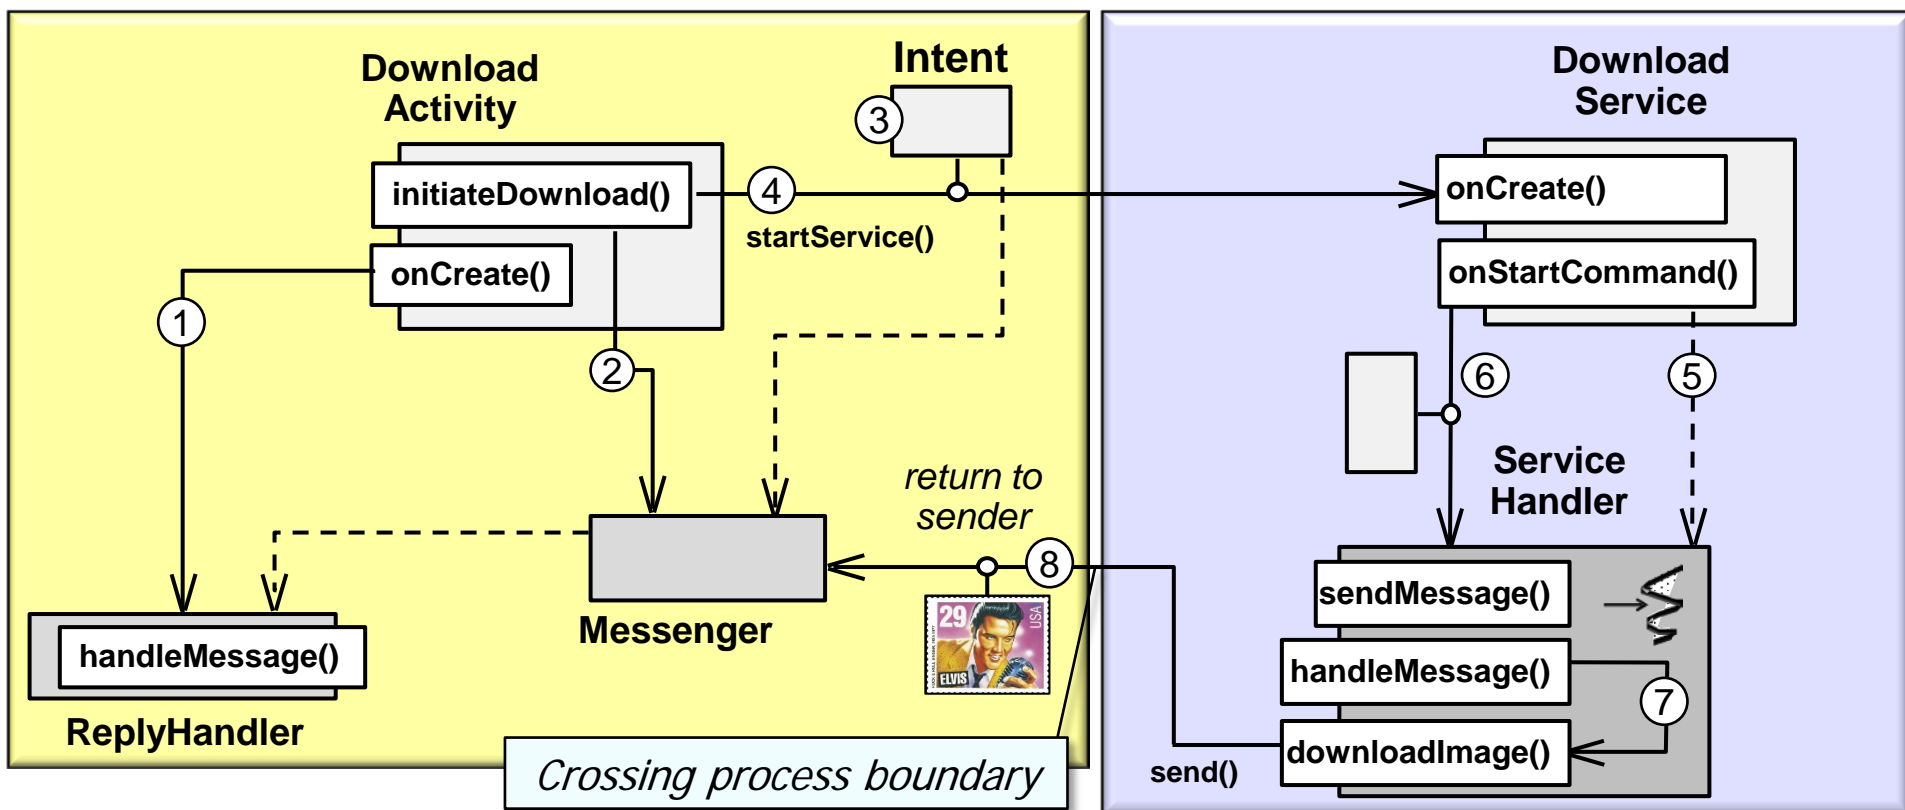 Download
Activity
Intent
3
initiateDownload()
4
startService()
onCreate()
1
2
return to
sender
8
Messenger
29
USA
ELVIS
handleMessage()
ReplyHandler
Crossing process boundary
Download
Service
onCreate()
onStartCommand()
6
5
Service
Handler
sendMessage()
handleMessage()
7
downloadImage()
send()